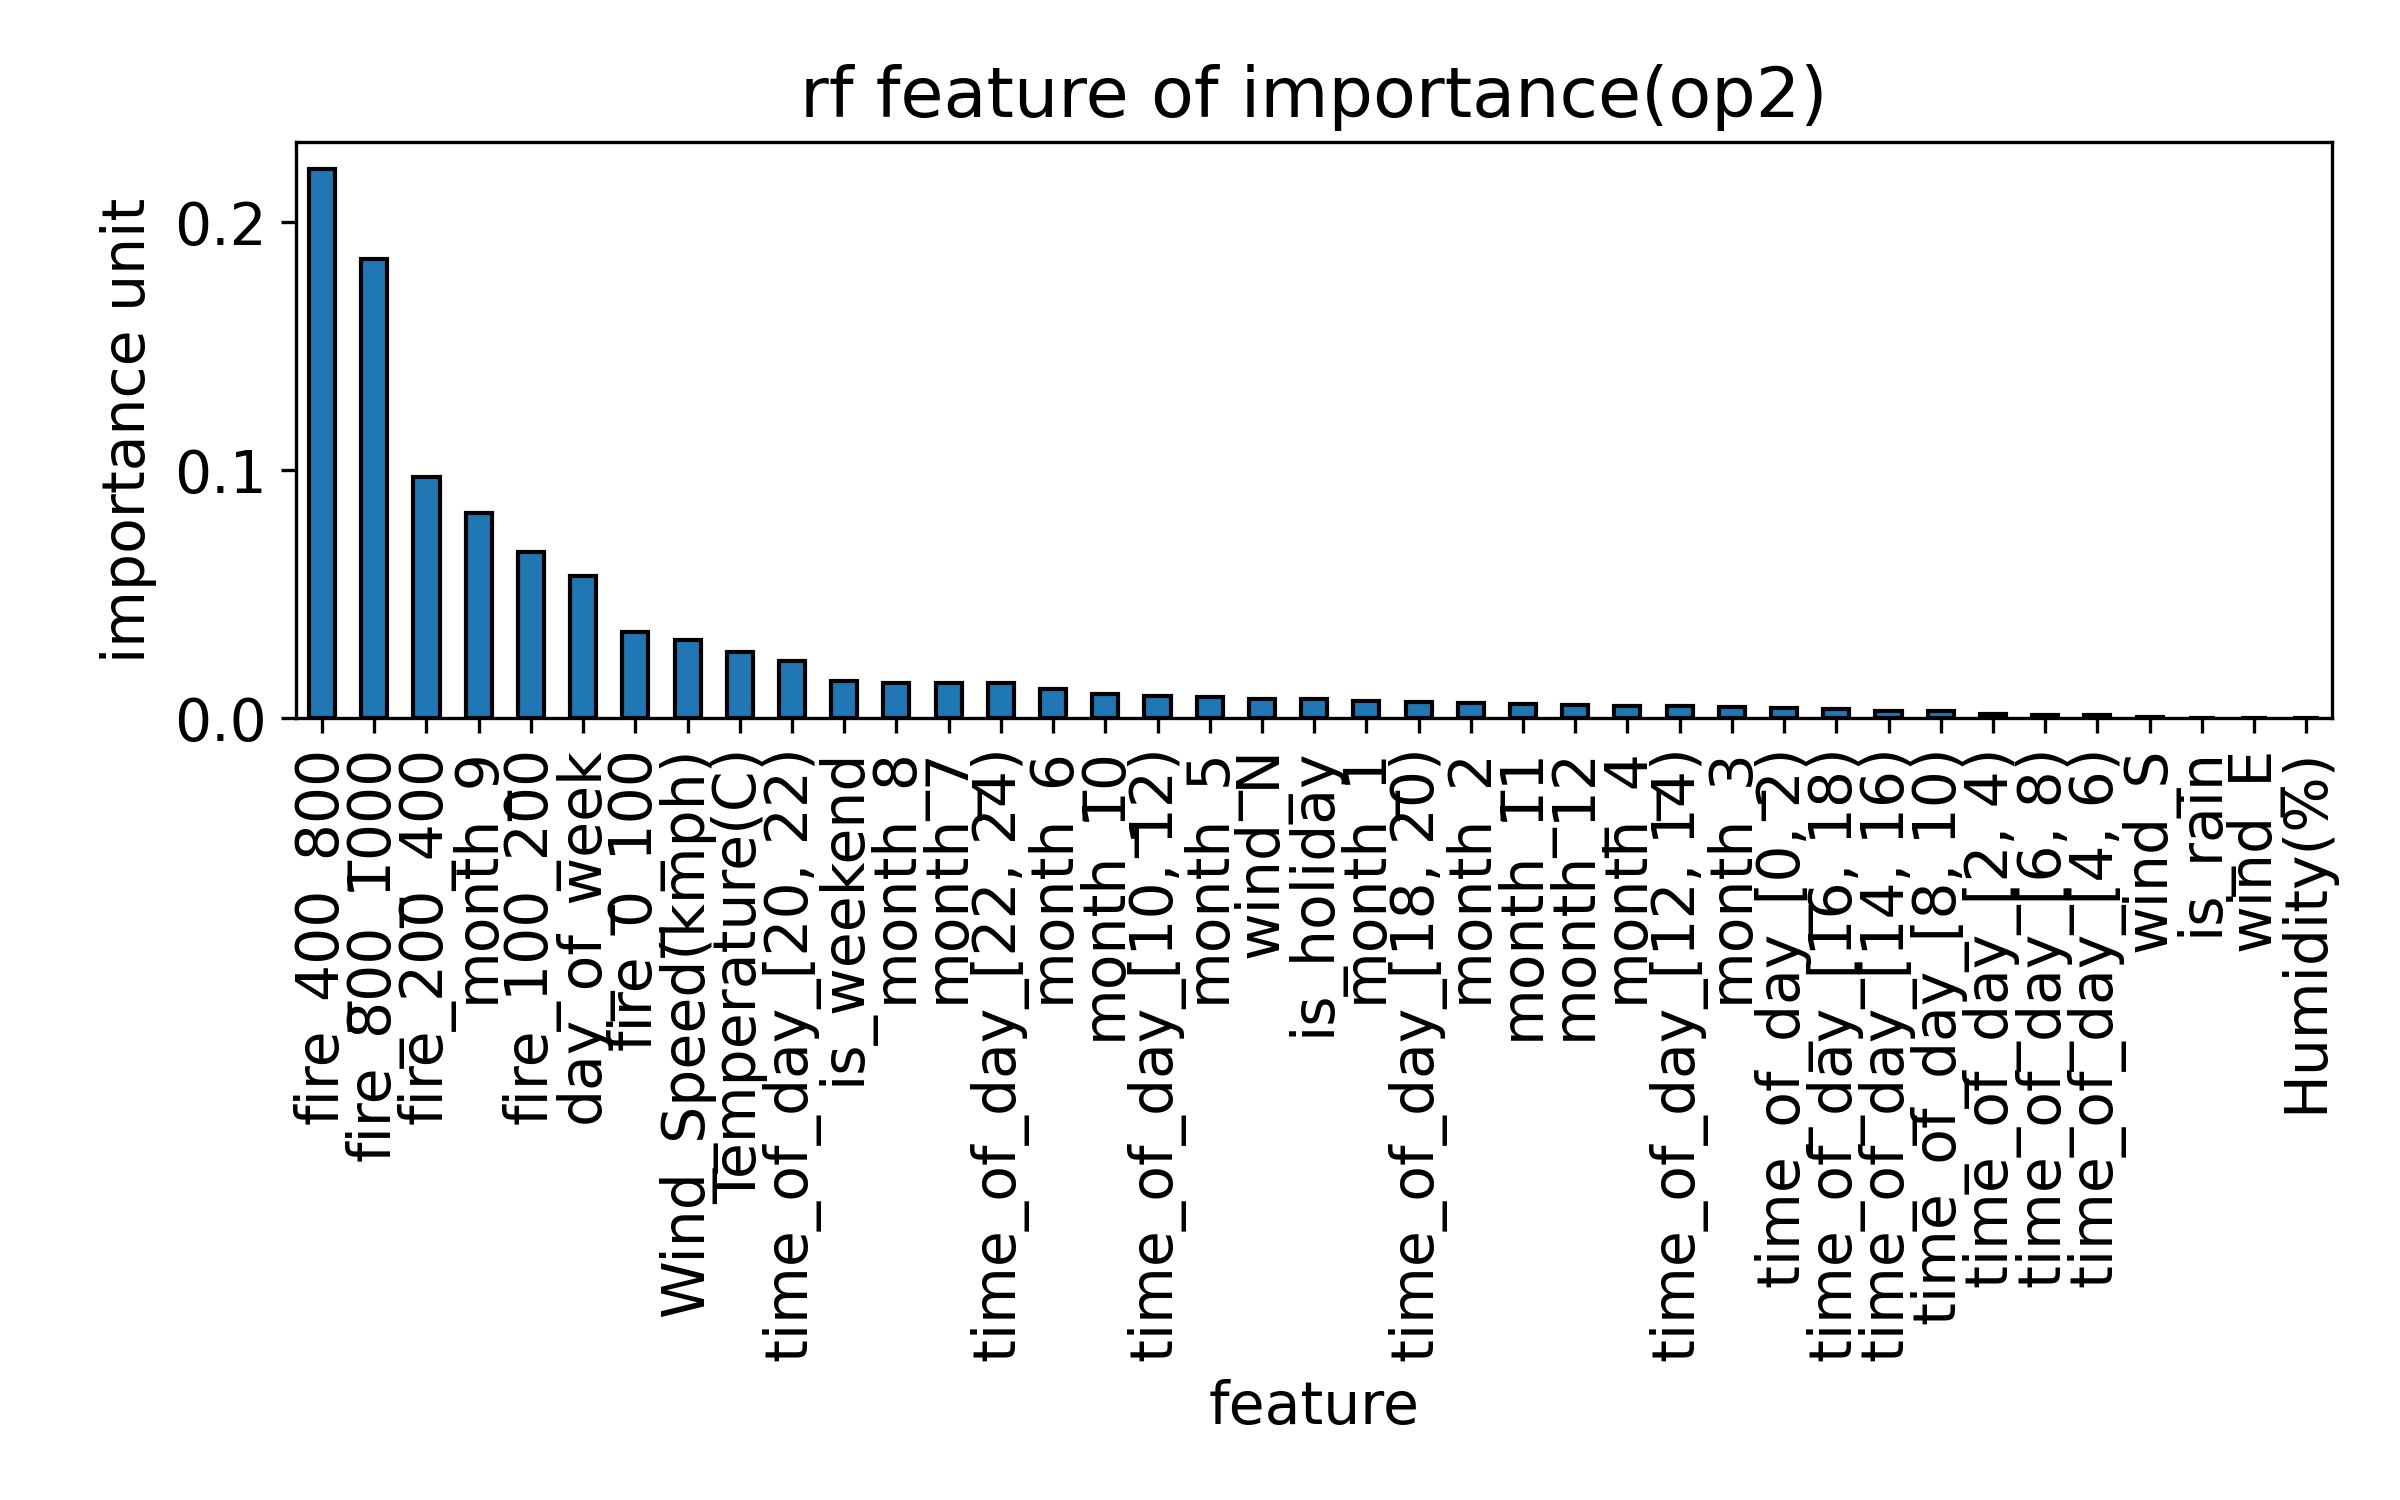 rf feature of importance(op2)
importance unit
0.2
0.1
0.0
fire_400_800
fire_800_1000
fire_200_400
month_9
fire_100_200
day_of_week
fire_0_100
Wind_Speed(kmph)
Temperature(C)
time_of_day_[20, 22)
is_weekend
month_8
month_7
time_of_day_[22, 24)
month_6
month_10
time_of_day_[10, 12)
month_5
wind_N
is_holiday
month_1
time_of_day_[18, 20)
month_2
month_11
month_12
month_4
time_of_day_[12, 14)
month_3
time_of_day_[0, 2)
time_of_day_[16, 18)
time_of_day_[14, 16)
time_of_day_[8, 10)
time_of_day_[2, 4)
time_of_day_[6, 8)
time_of_day_[4, 6)
wind_S
is_rain
wind_E
Humidity(%)
feature